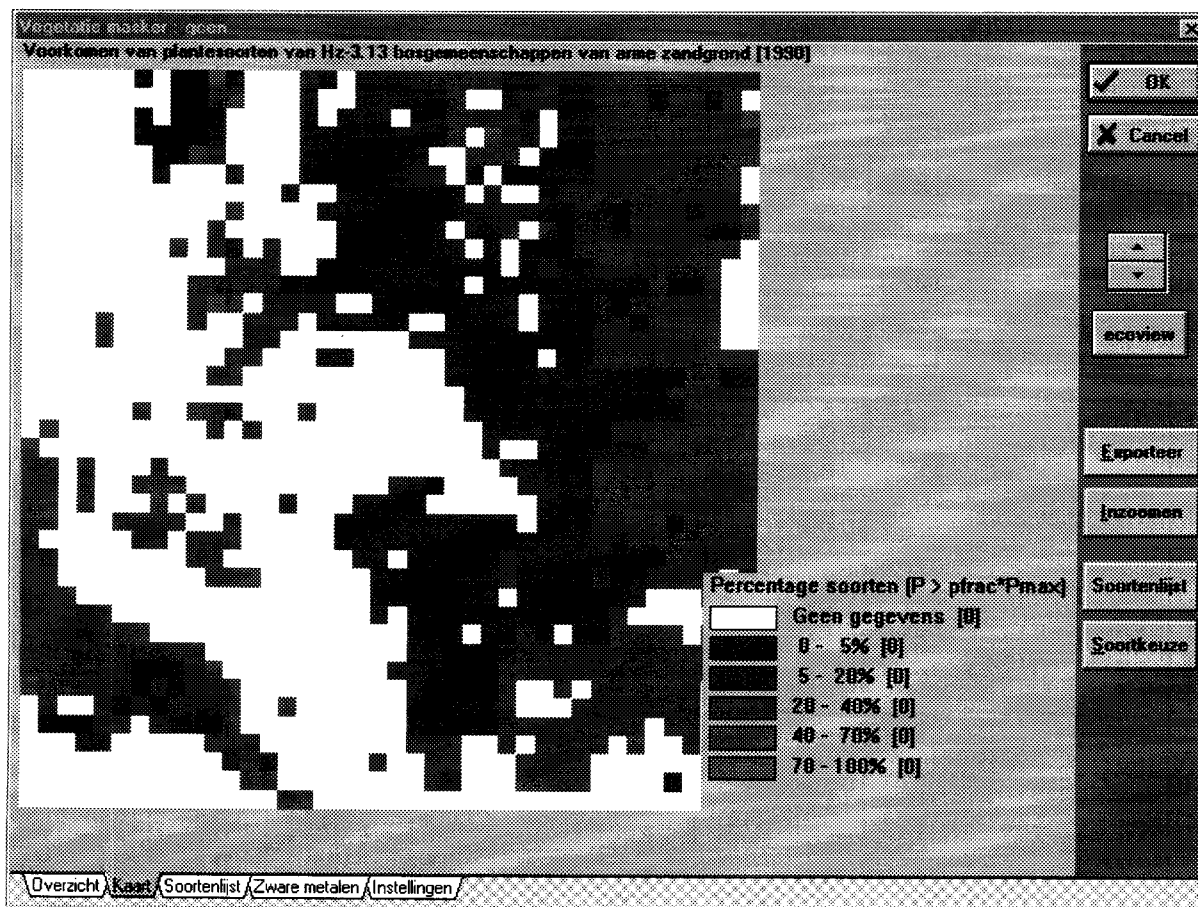 Vegetatie module : geen
Voorkomen van plantesoorten van Hz-3.13 bosgemeenschappen van arme zandgrond [1990]
OK
Cancel
ecoview
Exporteer
Inzoomen
Soortenlijst
Soortkeuze
Percentage soorten (P > pfrac*Pmax)
Geen gegevens [0]
0 - 5% [0]
5 - 20% [0]
20 - 40% [0]
40 - 70% [0]
70 - 100% [0]
Overzicht
Kaart
Soortenlijst
Zware metalen
Instellingen